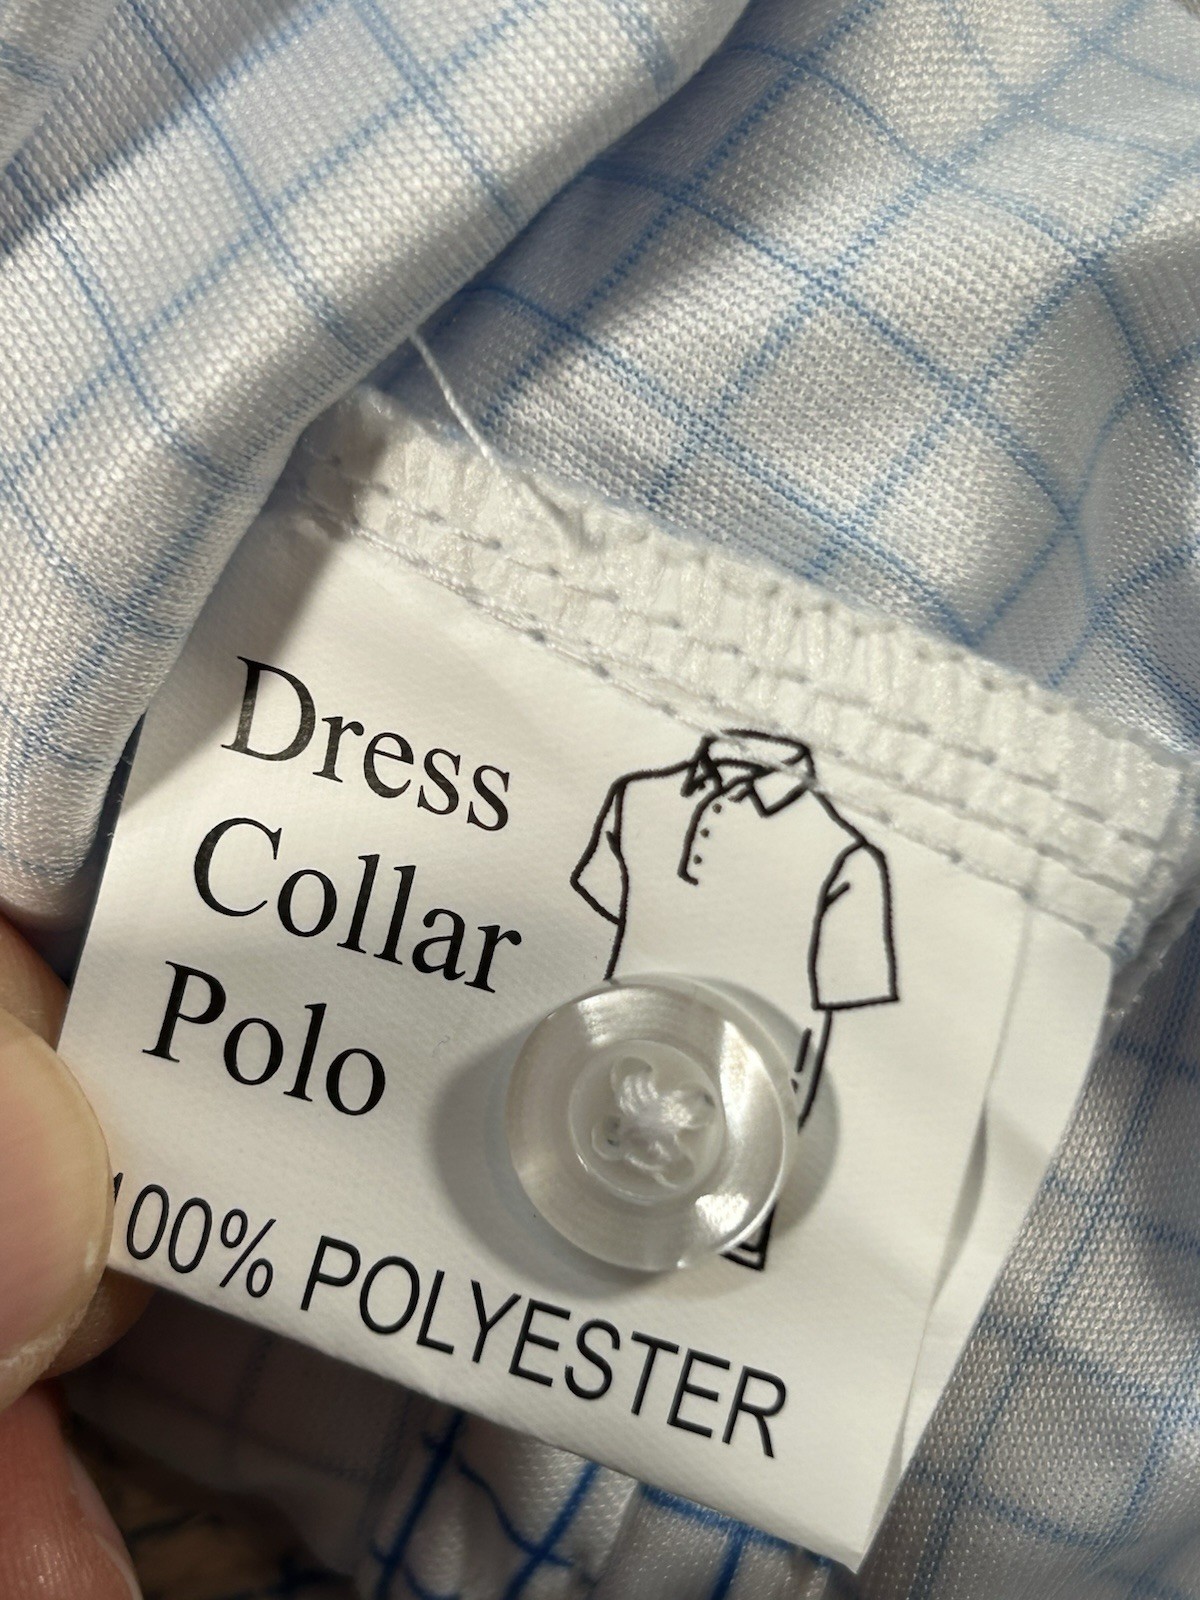 Dress
Collar
Polo
100% POLYESTER